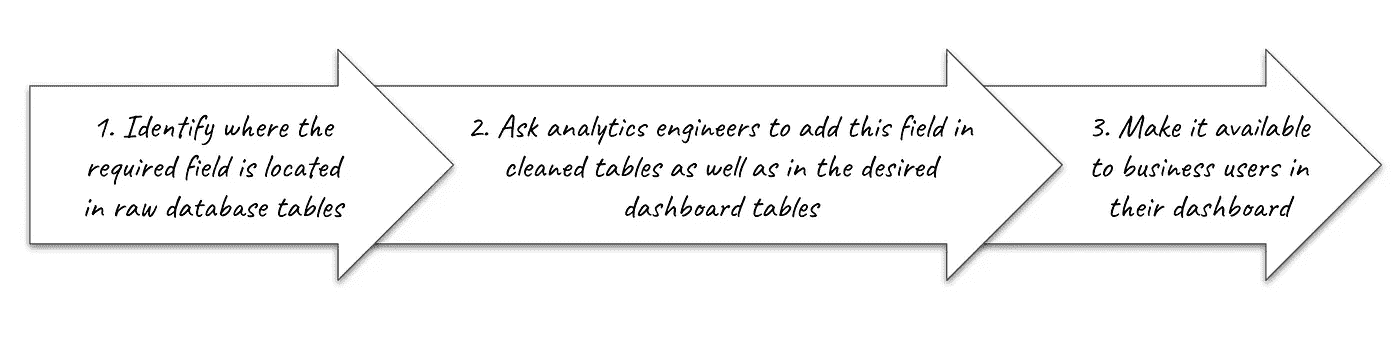 1. Identify where the
required field is located
in raw database tables
2. Ask analytics engineers to add this field in
cleaned tables as well as in the desired
dashboard tables
3. Make it available
to business users in
their dashboard